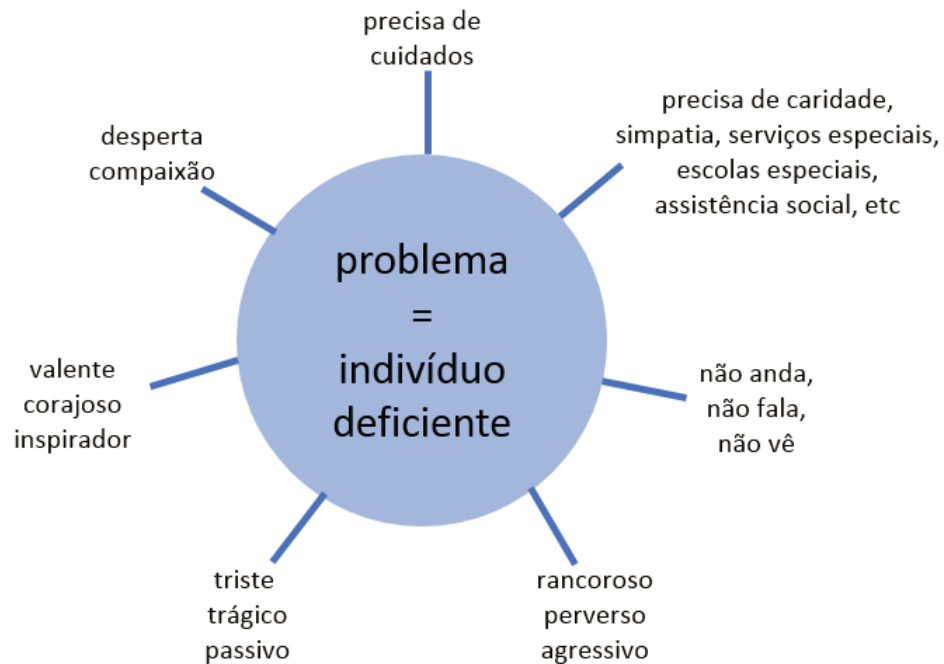 precisa de
cuidados
precisa de caridade,
simpatia, serviços especiais,
escolas especiais,
assistência social, etc
desperta
compaixão
problema
=
indivíduo
deficiente
valente
corajoso
inspirador
não anda,
não fala,
não vê
triste
trágico
passivo
rancoroso
perverso
agressivo